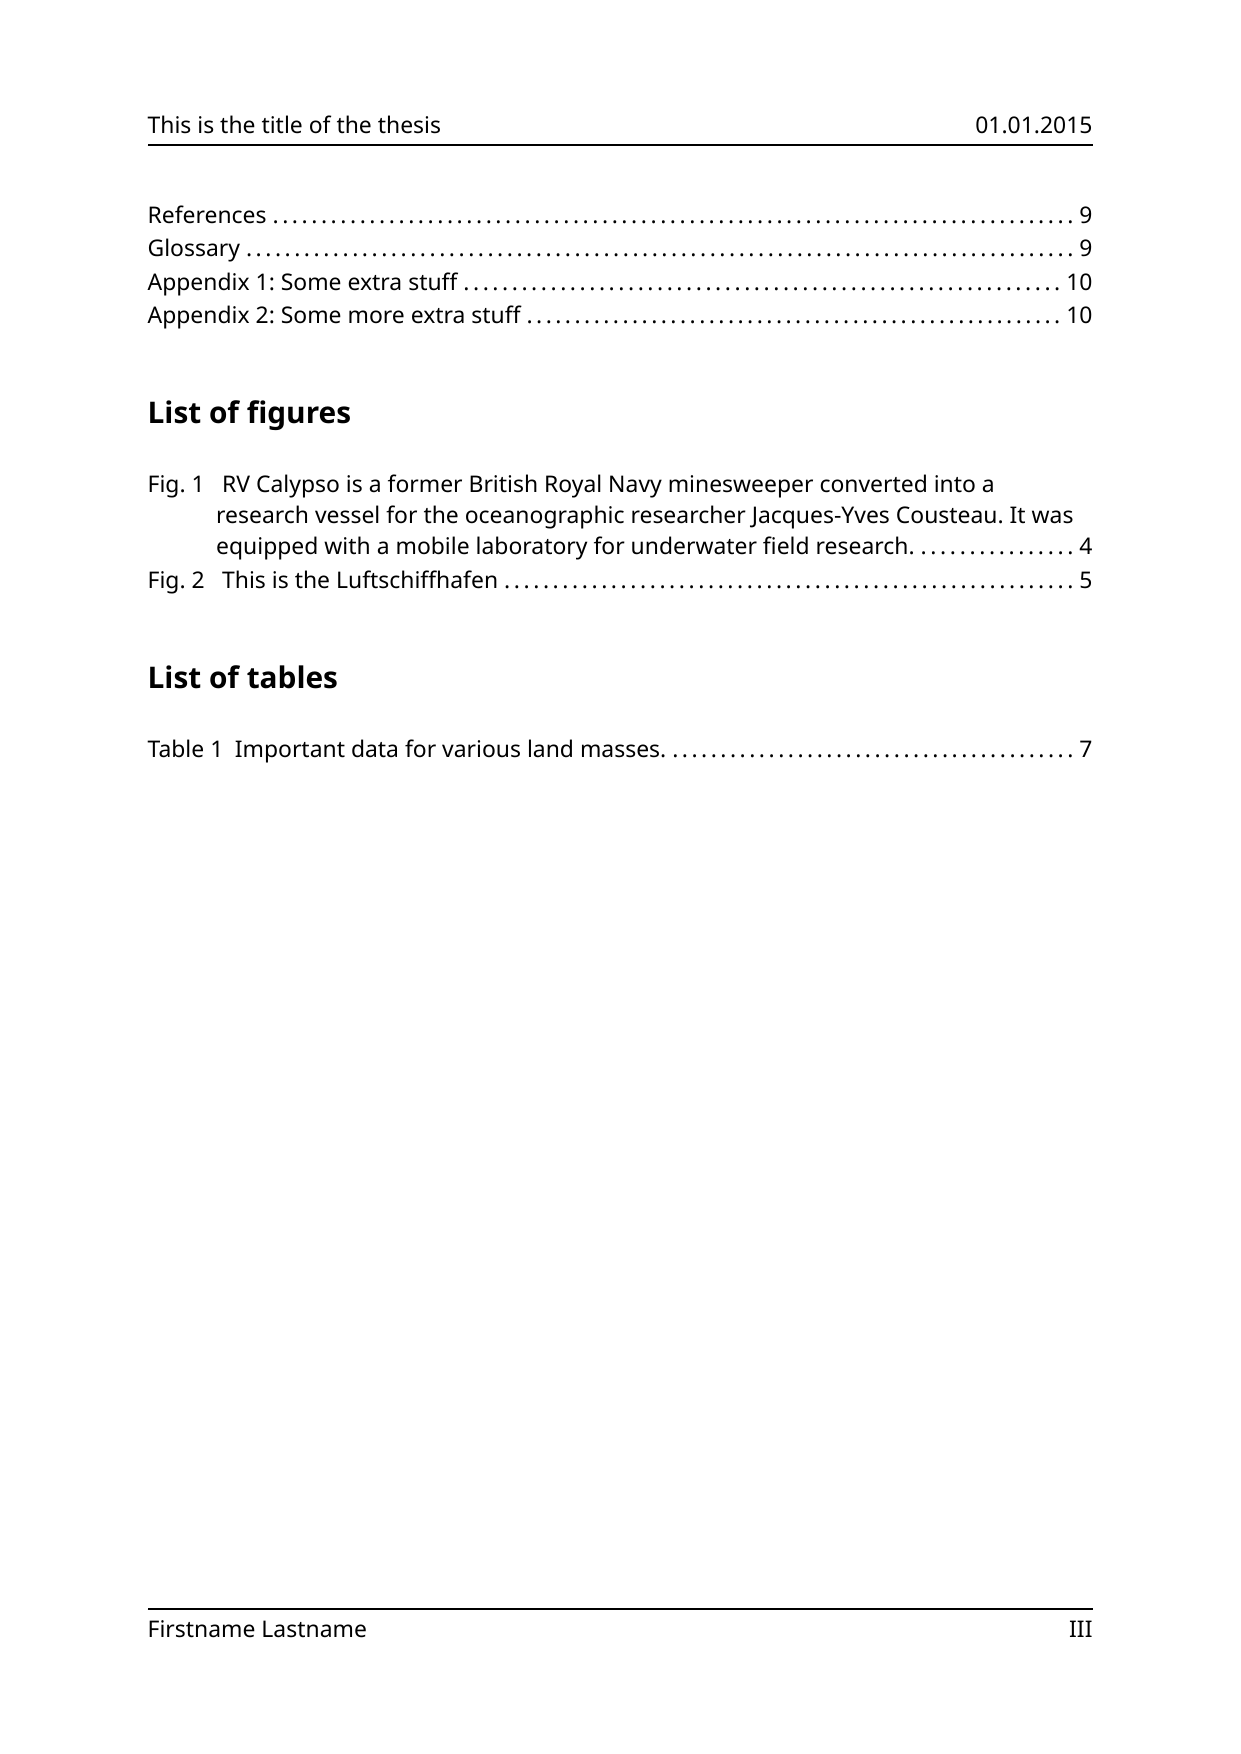 This is the title of the thesis 01.01.2015
References . . . . . . . . . . . . . . . . . . . . . . . . . . . . . . . . . . . . . . . . 9
Glossary . . . . . . . . . . . . . . . . . . . . . . . . . . . . . . . . . . . . . . . . 9
Appendix 1: Some extra stuff . . . . . . . . . . . . . . . . . . . . . . . . . . . . . . 10
Appendix 2: Some more extra stuff . . . . . . . . . . . . . . . . . . . . . . . . . . . 10
List of figures
Fig. 1 RV Calypso is a former British Royal Navy minesweeper converted into a
research vessel for the oceanographic researcher Jacques-Yves Cousteau. It was
equipped with a mobile laboratory for underwater field research. . . . . . . . . . . . . . . . . 4
Fig. 2 This is the Luftschiffhafen . . . . . . . . . . . . . . . . . . . . . . . . . . . . . . 5
List of tables
Table 1 Important data for various land masses. . . . . . . . . . . . . . . . . . . . . . . 7
Firstname Lastname III